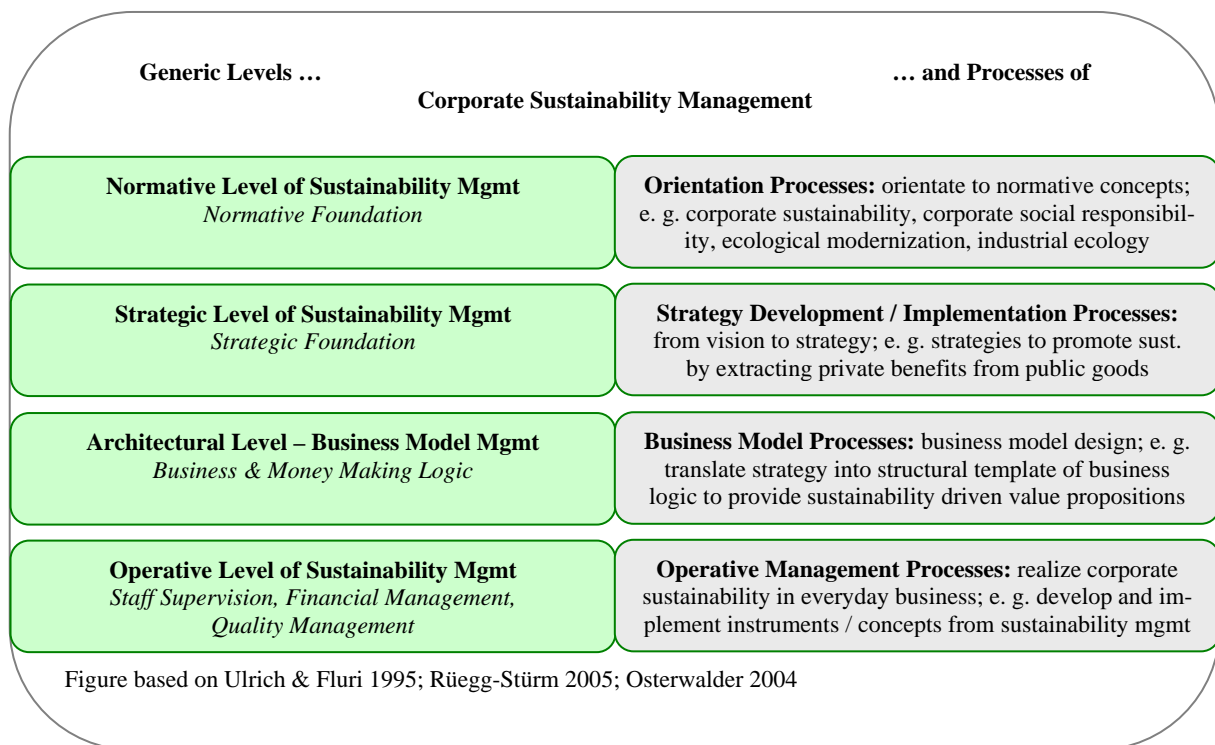 Generic Levels …
… and Processes of
Corporate Sustainability Management
Normative Level of Sustainability Mgmt
Normative Foundation
Orientation Processes: orientate to normative concepts;
e. g. corporate sustainability, corporate social responsibil-
ity, ecological modernization, industrial ecology
Strategic Level of Sustainability Mgmt
Strategic Foundation
Strategy Development / Implementation Processes:
from vision to strategy; e. g. strategies to promote sust.
by extracting private benefits from public goods
Architectural Level – Business Model Mgmt
Business & Money Making Logic
Business Model Processes: business model design; e. g.
translate strategy into structural template of business
logic to provide sustainability driven value propositions
Operative Level of Sustainability Mgmt
Staff Supervision, Financial Management,
Quality Management
Operative Management Processes: realize corporate
sustainability in everyday business; e. g. develop and im-
plement instruments / concepts from sustainability mgmt
Figure based on Ulrich & Fluri 1995; Rüegg-Stürm 2005; Osterwalder 2004